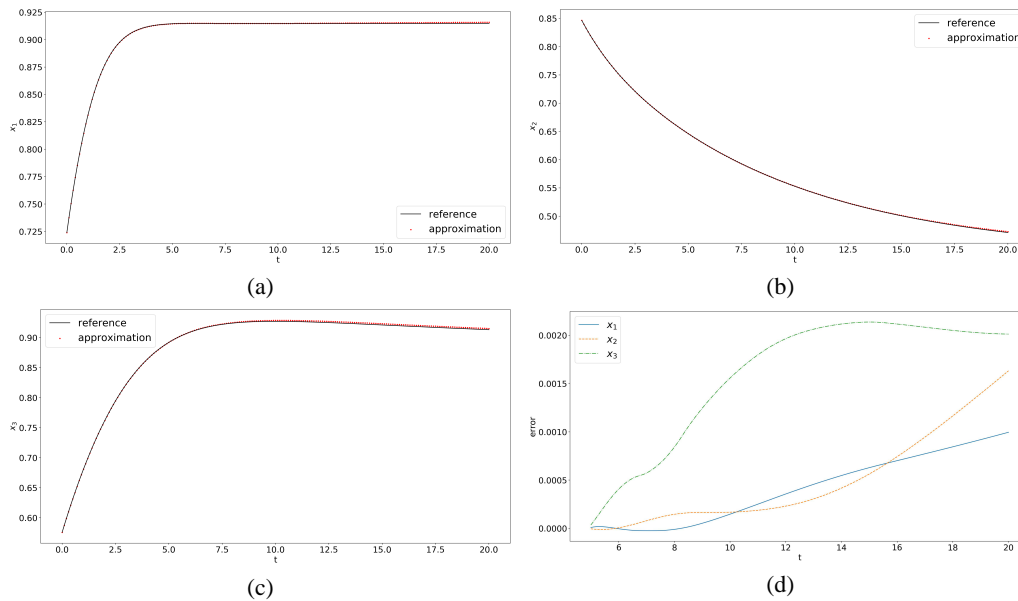 0.925
0.900
0.875
0.850
0.825
0.800
0.775
0.750
0.725
x₁
reference
approximation
0.0 2.5 5.0 7.5 10.0 12.5 15.0 17.5 20.0
t
(a)
0.85
0.80
0.75
0.70
0.65
0.60
0.55
0.50
x₂
reference
approximation
0.0 2.5 5.0 7.5 10.0 12.5 15.0 17.5 20.0
t
(b)
reference
approximation
0.90
0.85
0.80
0.75
0.70
0.65
0.60
x₃
0.0 2.5 5.0 7.5 10.0 12.5 15.0 17.5 20.0
t
(c)
x₁
x₂
x₃
0.0020
0.0015
0.0010
0.0005
0.0000
error
6 8 10 12 14 16 18 20
t
(d)